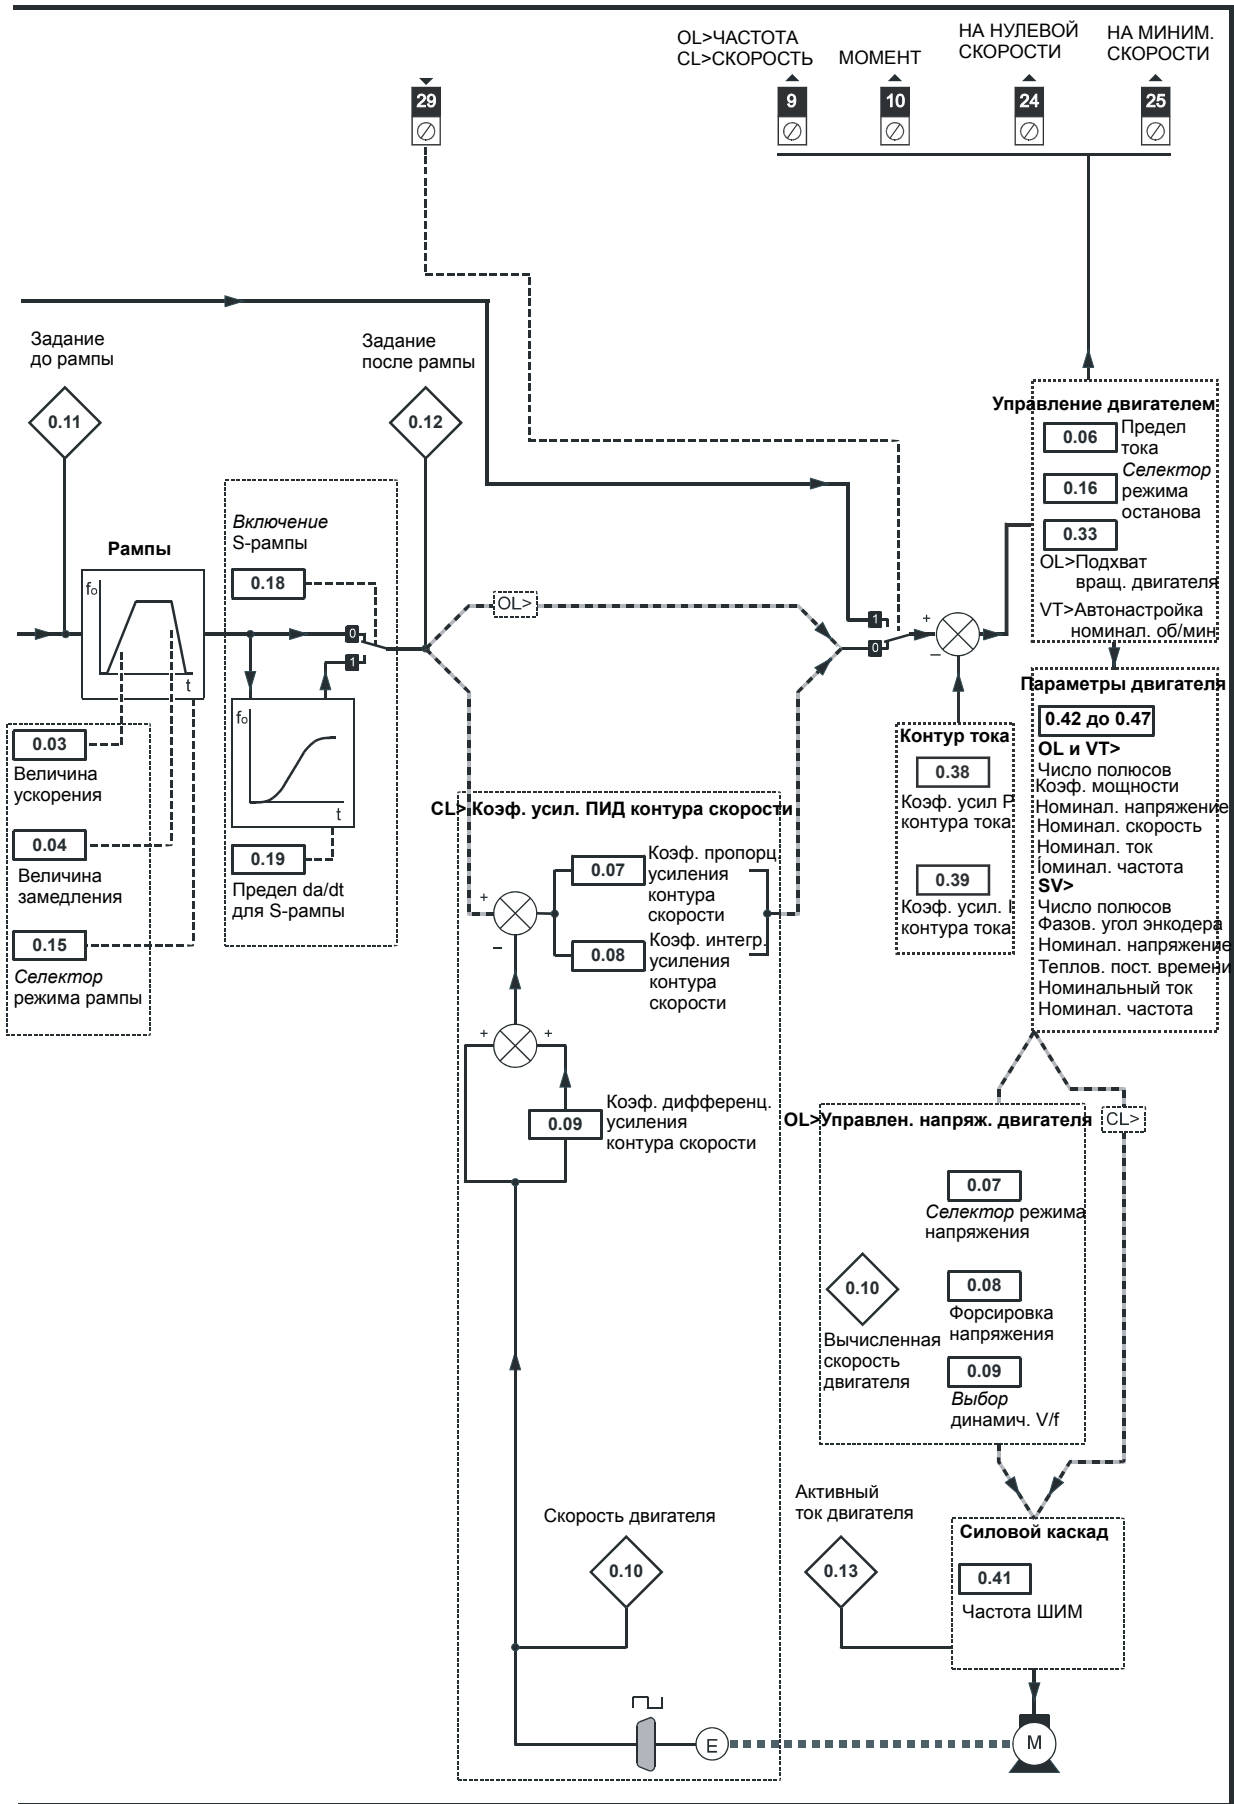 OL>ЧАСТОТА
CL>СКОРОСТЬ
МОМЕНТ
НА НУЛЕВОЙ
СКОРОСТИ
НА МИНИМ.
СКОРОСТИ
29
9
10
24
25
Задание
до рампы
0.11
Задание
после рампы
0.12
Рампы
fo
t
Включение
S-рампы
0.18
0
1
fo
t
0.19
Предел da/dt
для S-рампы
0.03
Величина
ускорения
0.04
Величина
замедления
0.15
Селектор
режима рампы
OL>
1
0
+
–
Управление двигателем
0.06
Предел
тока
0.16
Селектор
режима
останова
0.33
OL>Подхват
вращ. двигателя
VT>Автонастройка
номинал. об/мин
Контур тока
0.38
Коэф. усил P
контура тока
0.39
Коэф. усил. I
контура тока
Параметры двигателя
0.42 до 0.47
OL и VT>
Число полюсов
Коэф. мощности
Номинал. напряжение
Номинал. скорость
Номинал. ток
Íоминал. частота
SV>
Число полюсов
Фазов. угол энкодера
Номинал. напряжение
Теплов. пост. времени
Номинальный ток
Номинал. частота
CL> Коэф. усил. ПИД контура скорости
+
–
0.07
Коэф. пропорц.
усиления
контура
скорости
0.08
Коэф. интегр.
усиления
контура
скорости
+
+
0.09
Коэф. дифференц.
усиления
контура скорости
OL>Управлен. напряж. двигателя
CL>
0.07
Селектор режима
напряжения
0.10
Вычисленная
скорость
двигателя
0.08
Форсировка
напряжения
0.09
Выбор
динамич. V/f
Скорость двигателя
0.10
Активный
ток двигателя
0.13
Силовой каскад
0.41
Частота ШИМ
E
M